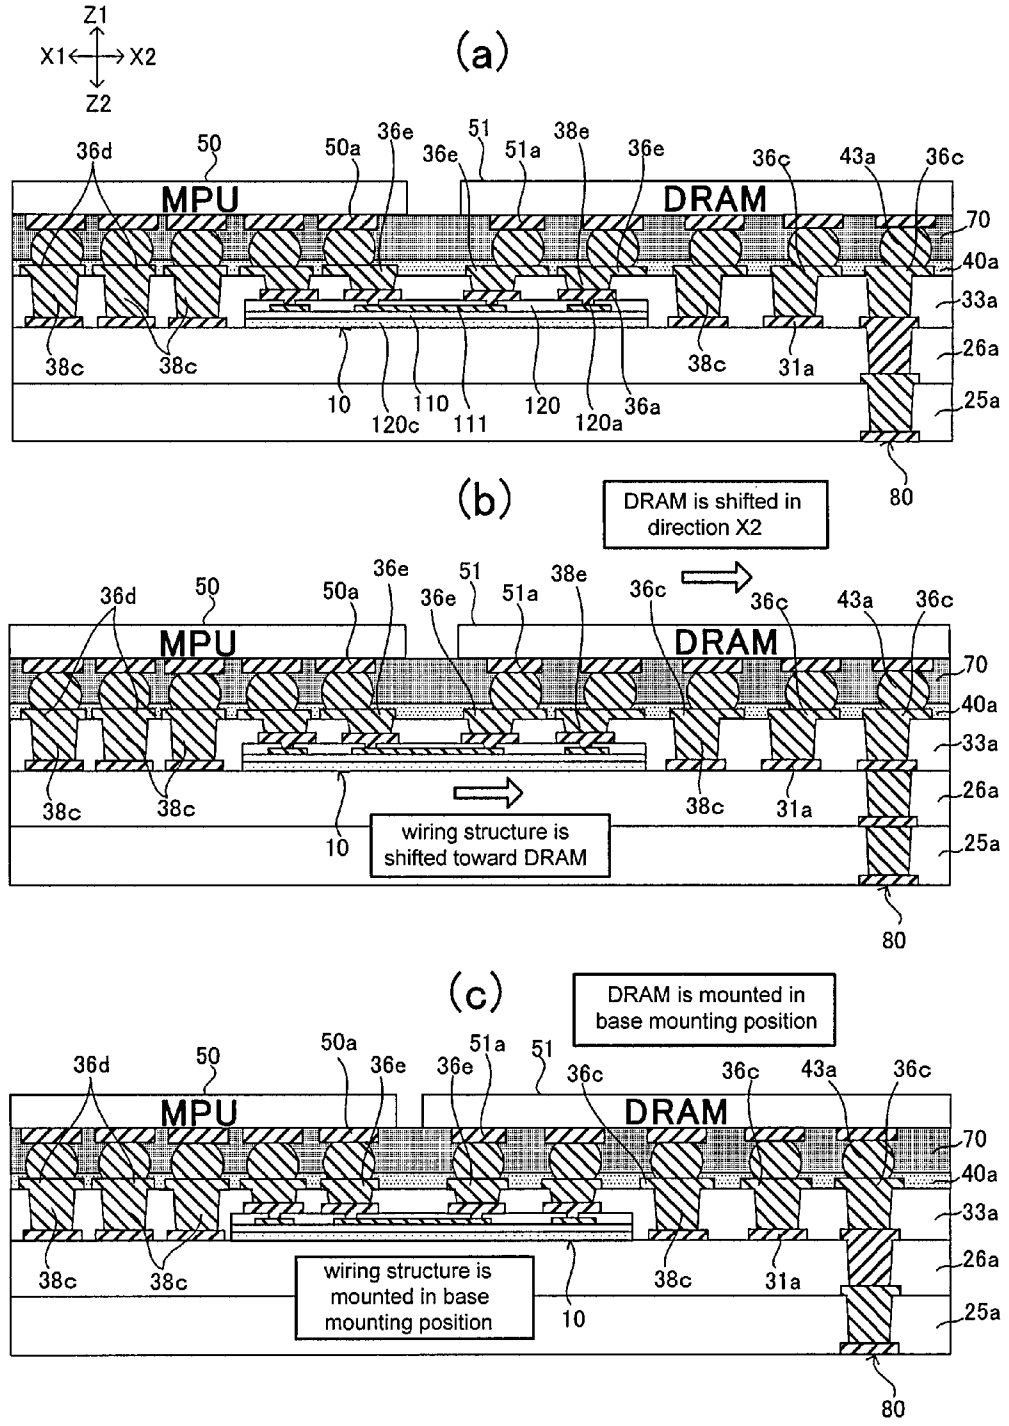 Z1
X1 X2
Z2
(a)
36d 50 50a 36e 36e 51 51a 38e 36e 36c 43a 36c
MPU DRAM
70
40a
33a
38c 38c 38c 31a 26a
10 120c 110 111 120 120a 36a 25a
80
(b)
DRAM is shifted in
direction X2
36d 50 50a 36e 36e 51 51a 38e 36c 36c 43a 36c
MPU DRAM
70
40a
33a
38c 38c 38c 31a 26a
10
wiring structure is
shifted toward DRAM
25a
80
(c)
DRAM is mounted in
base mounting position
36d 50 50a 36e 36e 51a 51 36c 36c 43a 36c
MPU DRAM
70
40a
33a
38c 38c 38c 31a 26a
wiring structure is
mounted in base
mounting position
10 25a
80